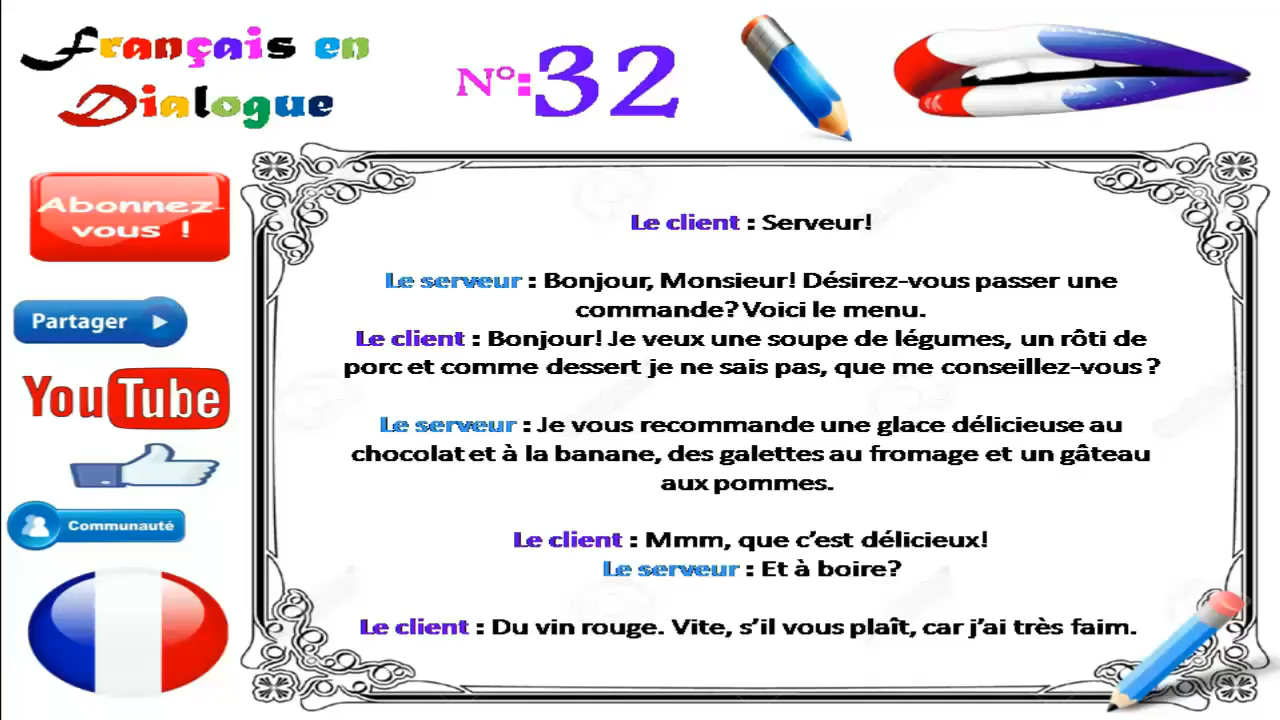 Français en
Dialogue
N°:32
Abonnez-
vous !
Partager
YouTube
Communauté
Le client : Serveur!
Le serveur : Bonjour, Monsieur! Désirez-vous passer une
commande? Voici le menu.
Le client : Bonjour! Je veux une soupe de légumes, un rôti de
porc et comme dessert je ne sais pas, que me conseillez-vous ?
Le serveur : Je vous recommande une glace délicieuse au
chocolat et à la banane, des galettes au fromage et un gâteau
aux pommes.
Le client : Mmm, que c’est délicieux!
Le serveur : Et à boire?
Le client : Du vin rouge. Vite, s’il vous plaît, car j’ai très faim.